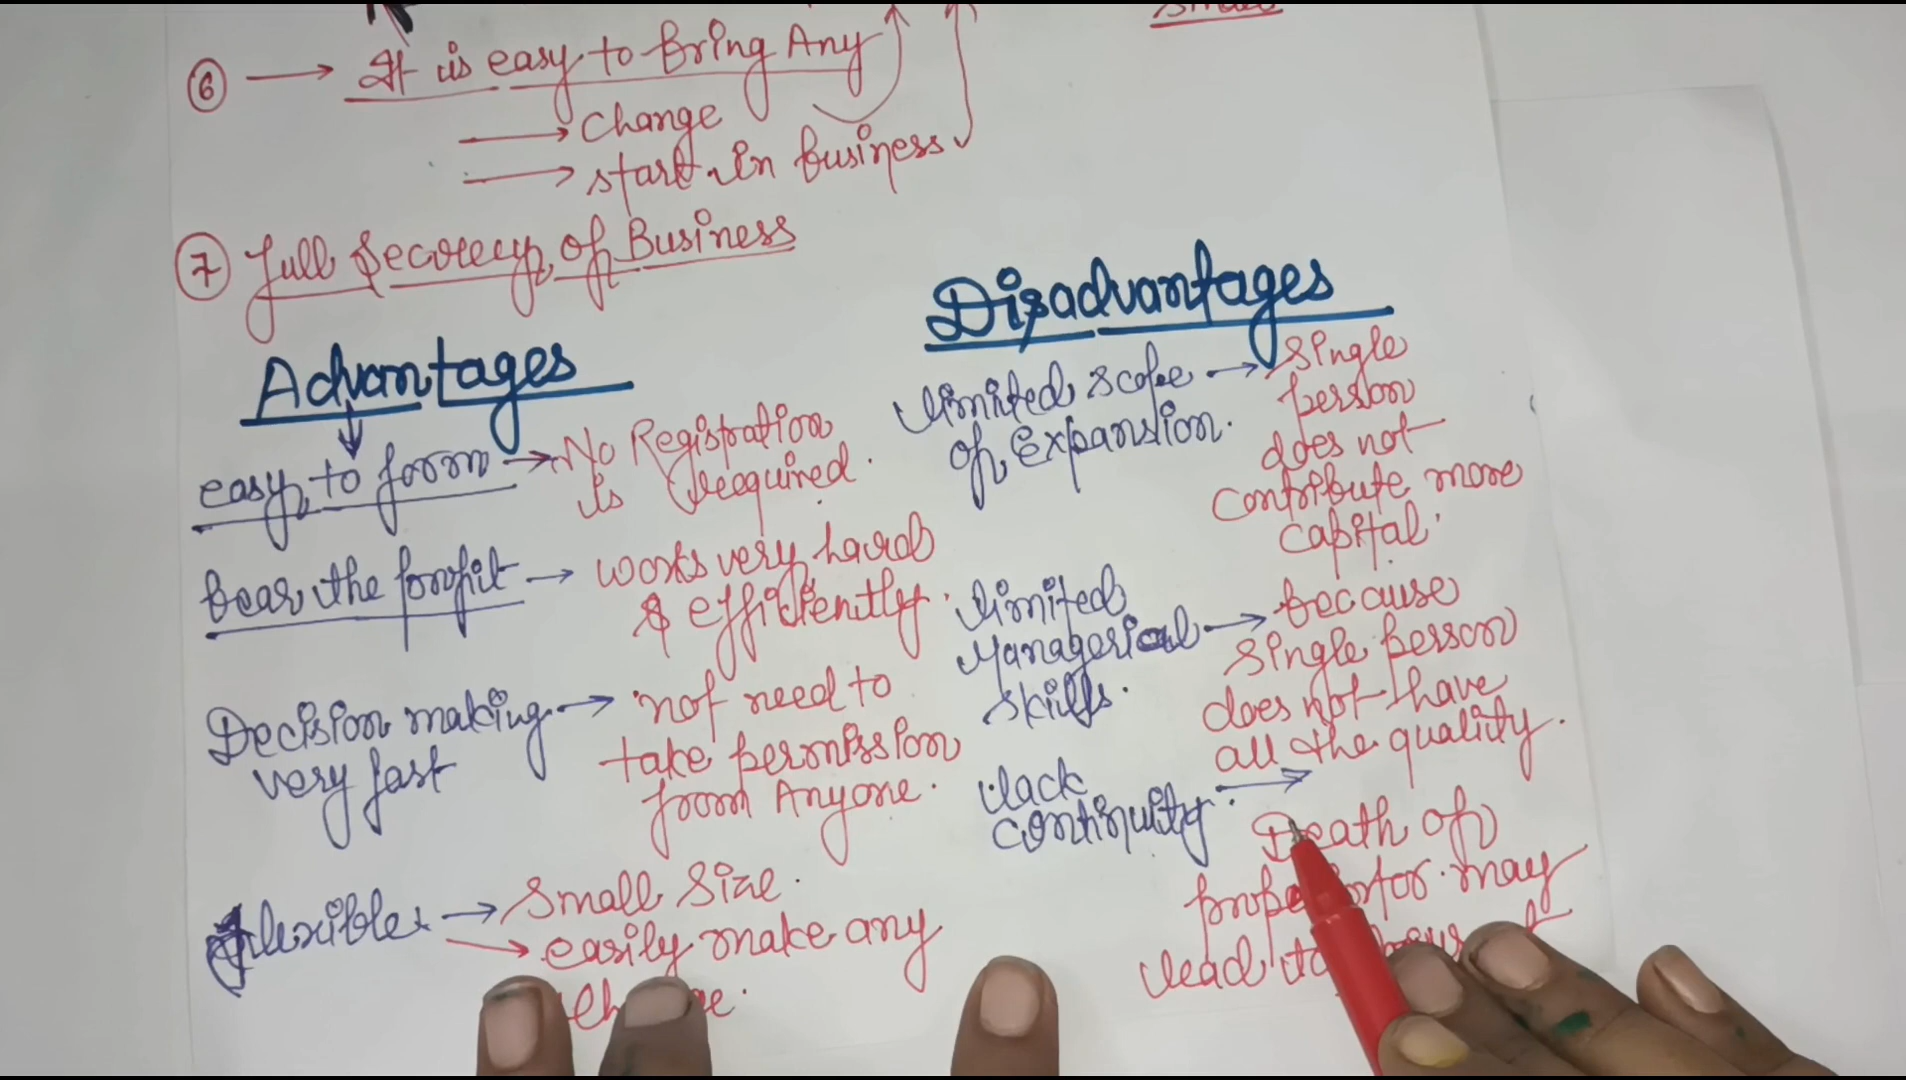 ⑥ → It is easy to Bring Any
→ Change
→ start in business
⑦ full Secrecy of Business
Advantages
easy to form → No Registration
is required.
bear the profit → works very hard
& efficiently.
Decision making → not need to
very fast take permission
from Anyone.
flexible → Small Size.
→ easily make any
Disadvantages
limited scope → Single
of Expansion. person
does not
contribute more
capital.
limited
Managerial → because
skills. single person
does not have
all the quality.
lack →
continuity. Death of
may
lead to